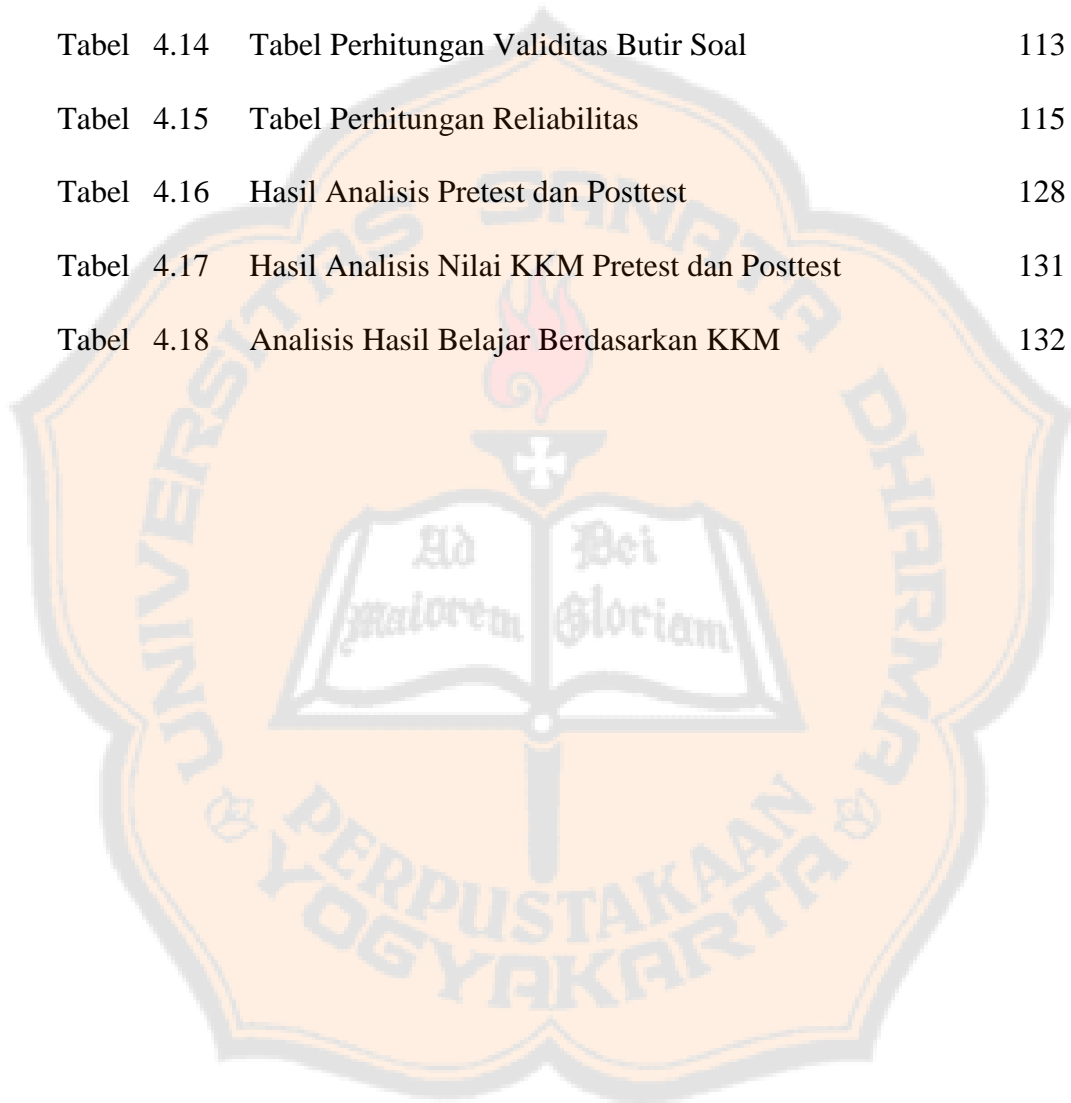 Tabel 4.14 Tabel Perhitungan Validitas Butir Soal 113
Tabel 4.15 Tabel Perhitungan Reliabilitas 115
Tabel 4.16 Hasil Analisis Pretest dan Posttest 128
Tabel 4.17 Hasil Analisis Nilai KKM Pretest dan Posttest 131
Tabel 4.18 Analisis Hasil Belajar Berdasarkan KKM 132
UNIVERSITAS SANATA DHARMA
Ad Dei
Maiorem Gloriam
PERPUSTAKAAN
YOGYAKARTA